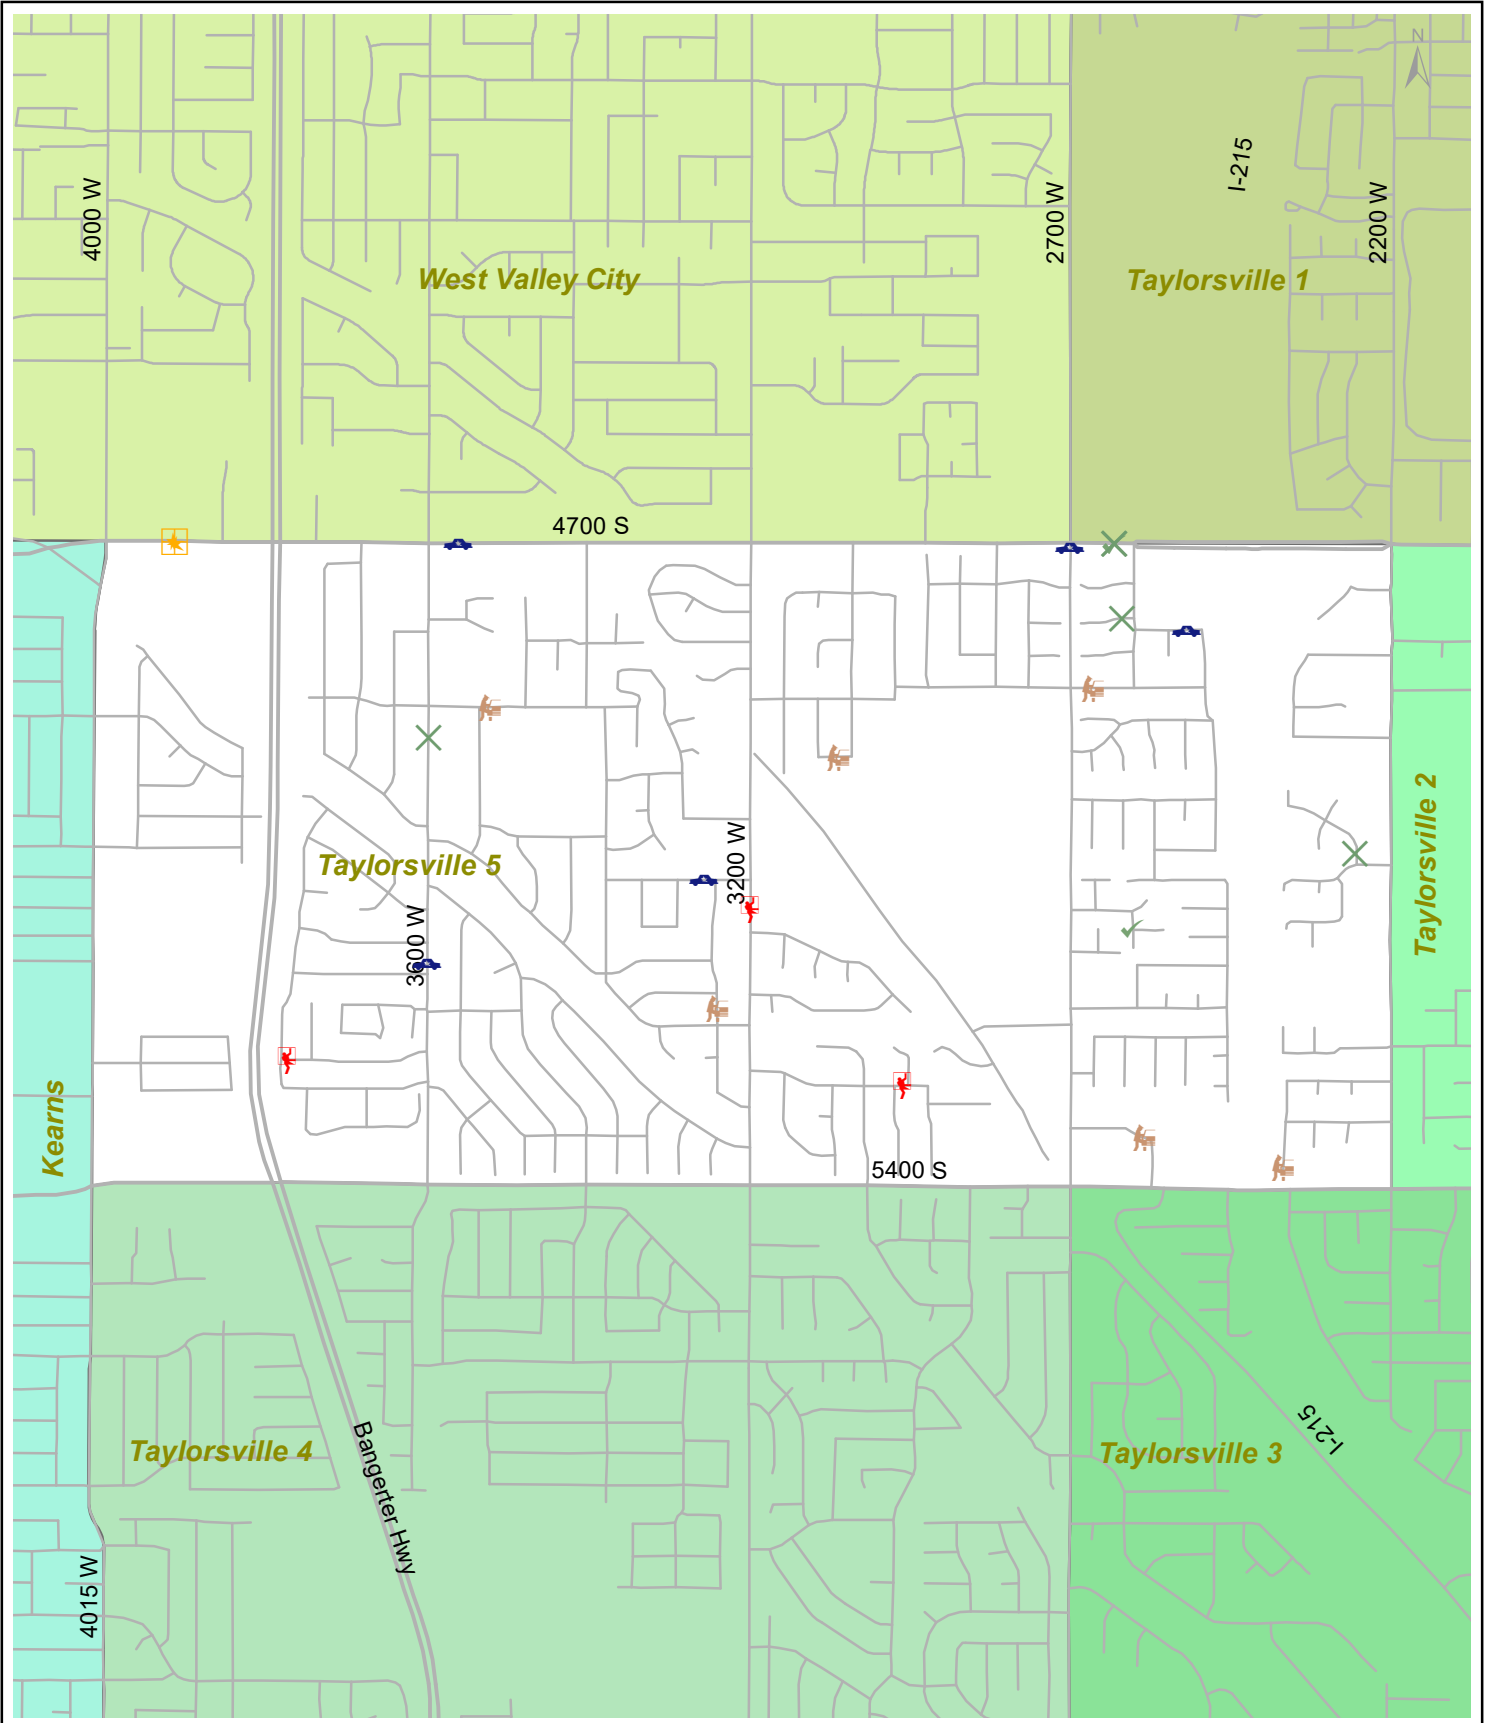 N
I-215
4000 W
2700 W
2200 W
West Valley City
Taylorsville 1
4700 S
Taylorsville 2
3200 W
Taylorsville 5
3600 W
Kearns
5400 S
I-215
Taylorsville 4
Bangerter Hwy
Taylorsville 3
4015 W